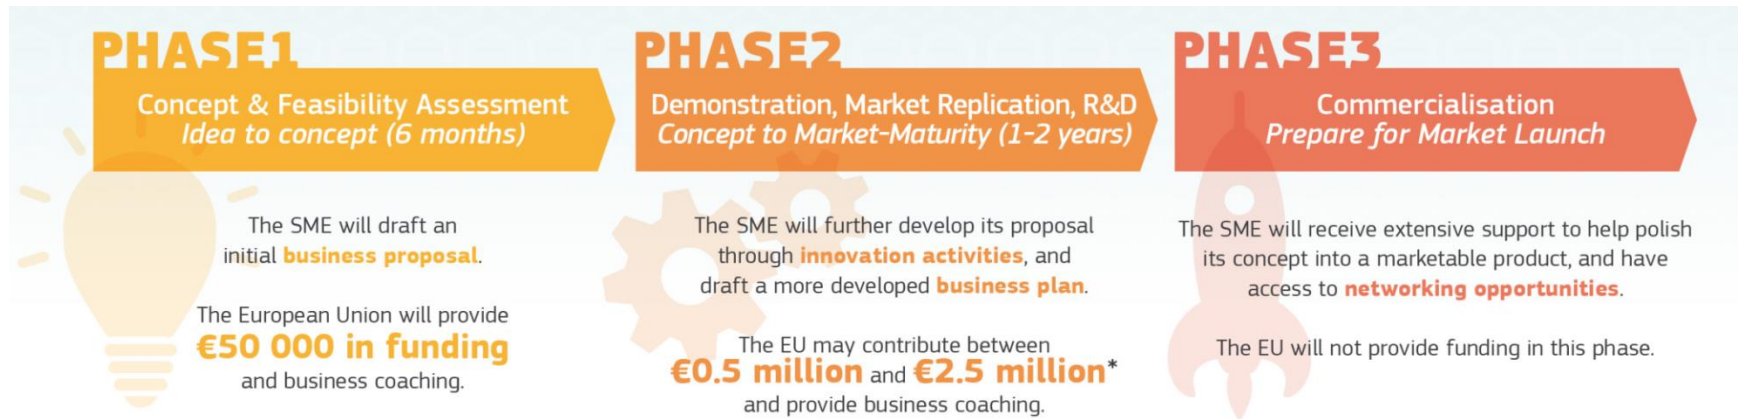 PHASE1
Concept & Feasibility Assessment
Idea to concept (6 months)
The SME will draft an
initial business proposal.
The European Union will provide
€50 000 in funding
and business coaching.
PHASE2
Demonstration, Market Replication, R&D
Concept to Market-Maturity (1-2 years)
The SME will further develop its proposal
through innovation activities, and
draft a more developed business plan.
The EU may contribute between
€0.5 million and €2.5 million*
and provide business coaching.
PHASE3
Commercialisation
Prepare for Market Launch
The SME will receive extensive support to help polish
its concept into a marketable product, and have
access to networking opportunities.
The EU will not provide funding in this phase.